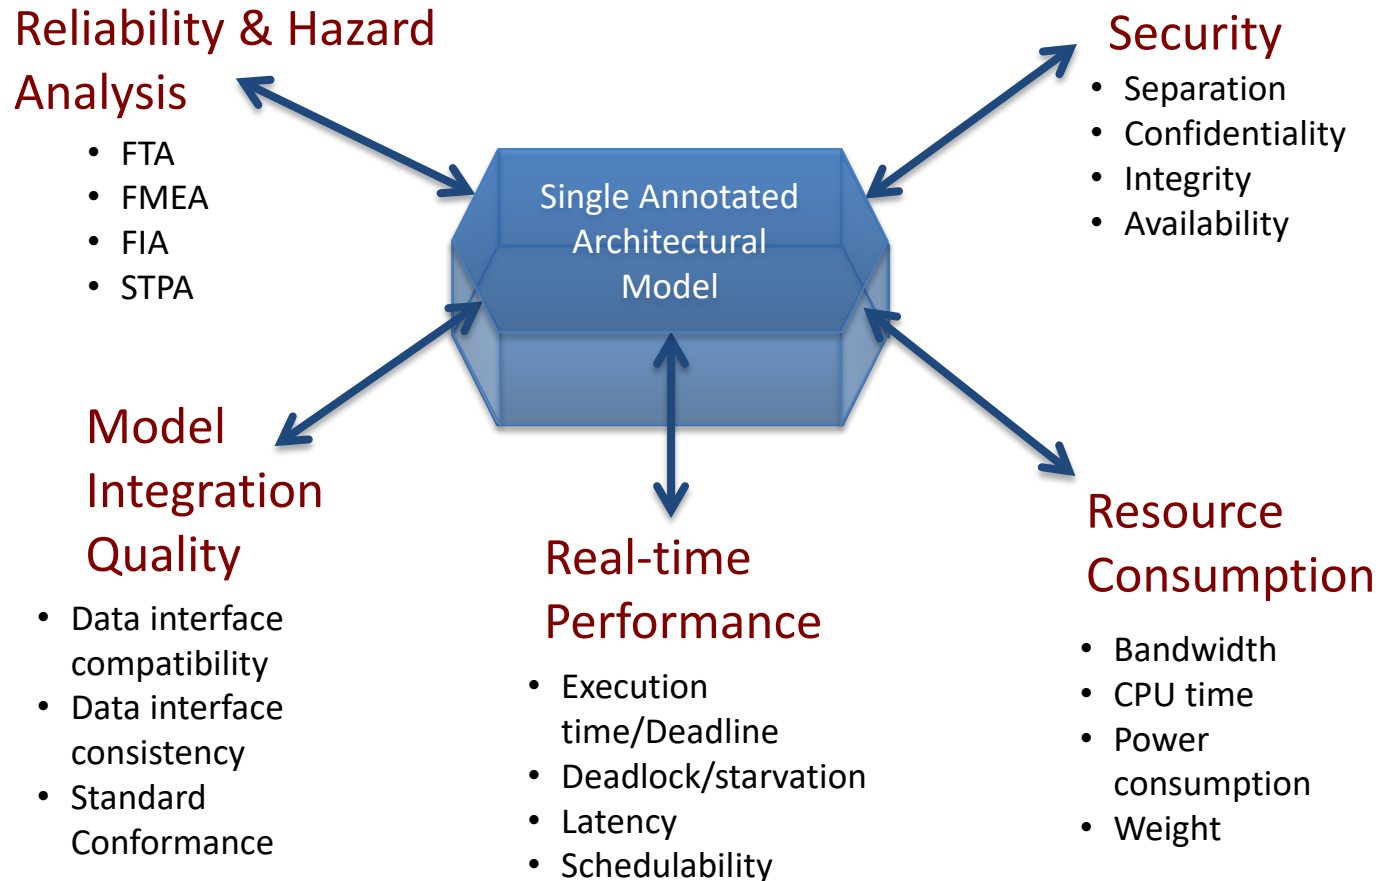 Reliability & Hazard
Analysis
• FTA
• FMEA
• FIA
• STPA
Security
• Separation
• Confidentiality
• Integrity
• Availability
Single Annotated
Architectural
Model
Model
Integration
Quality
• Data interface
compatibility
• Data interface
consistency
• Standard
Conformance
Real-time
Performance
• Execution
time/Deadline
• Deadlock/starvation
• Latency
• Schedulability
Resource
Consumption
• Bandwidth
• CPU time
• Power
consumption
• Weight